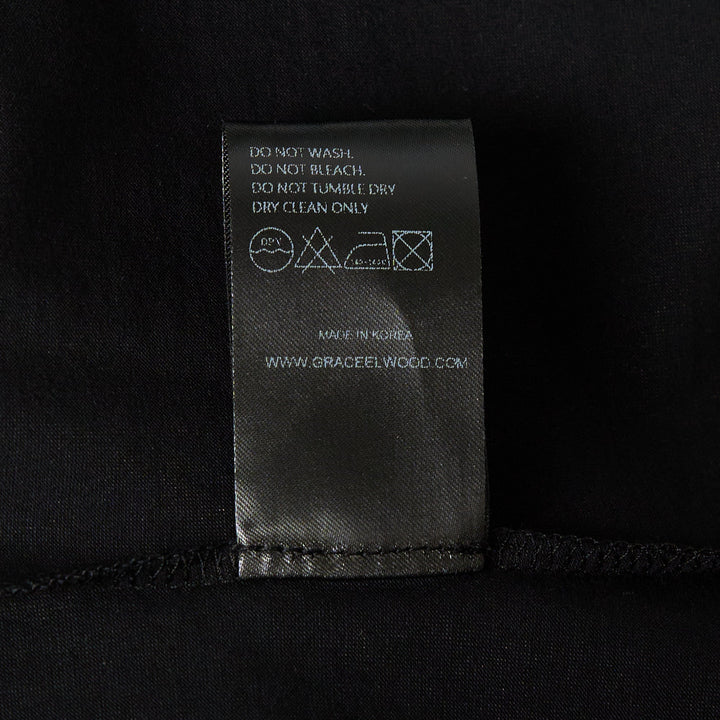 DO NOT WASH.
DO NOT BLEACH.
DO NOT TUMBLE DRY
DRY CLEAN ONLY
MADE IN KOREA
WWW.GRACEELWOOD.COM